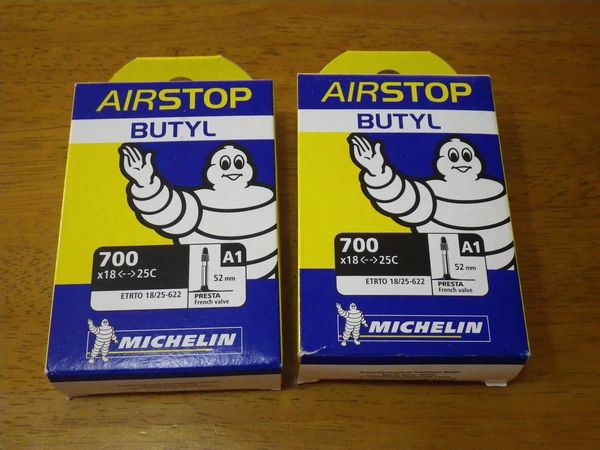 AIRSTOP
BUTYL
700
x18<-->25C
A1
52 mm
ETRTO 18/25-622
PRESTA
French valve
MICHELIN
AIRSTOP
BUTYL
700
x18<-->25C
A1
52 mm
ETRTO 18/25-622
PRESTA
French valve
MICHELIN